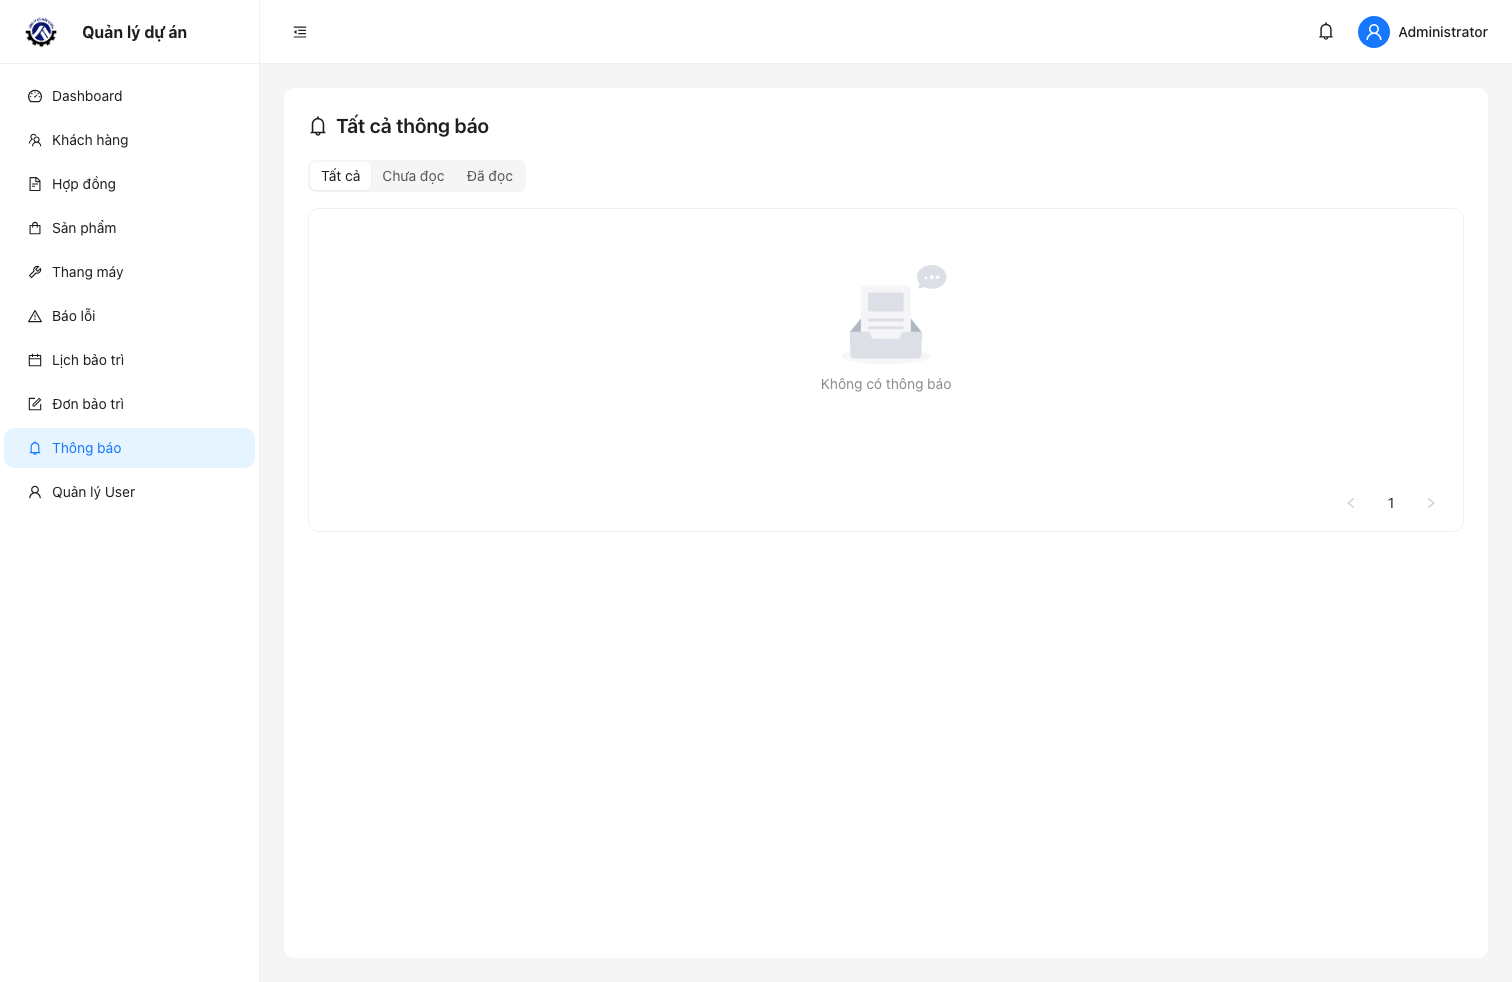 Quản lý dự án
Administrator
Dashboard
Khách hàng
Hợp đồng
Sản phẩm
Thang máy
Báo lỗi
Lịch bảo trì
Đơn bảo trì
Thông báo
Quản lý User
Tất cả thông báo
Tất cả Chưa đọc Đã đọc
Không có thông báo
1